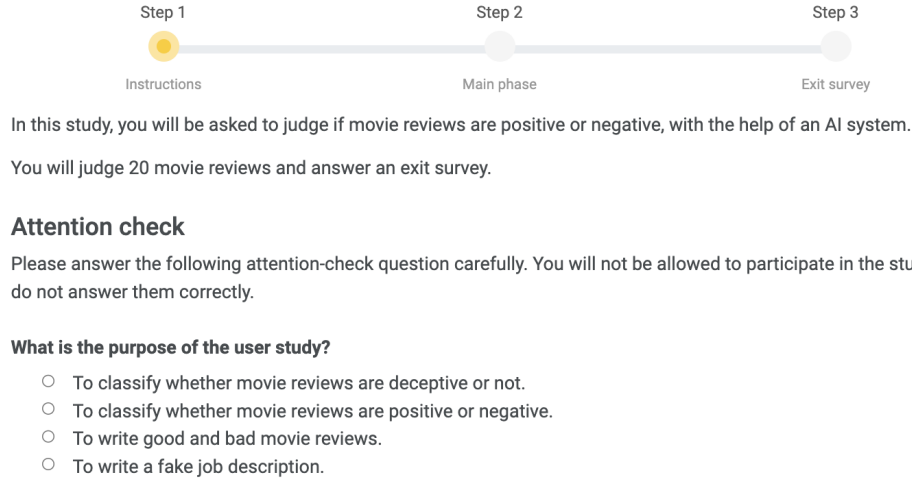 Step 1 Step 2 Step 3
Instructions Main phase Exit survey
In this study, you will be asked to judge if movie reviews are positive or negative, with the help of an AI system.
You will judge 20 movie reviews and answer an exit survey.
Attention check
Please answer the following attention-check question carefully. You will not be allowed to participate in the stu
do not answer them correctly.
What is the purpose of the user study?
To classify whether movie reviews are deceptive or not.
To classify whether movie reviews are positive or negative.
To write good and bad movie reviews.
To write a fake job description.